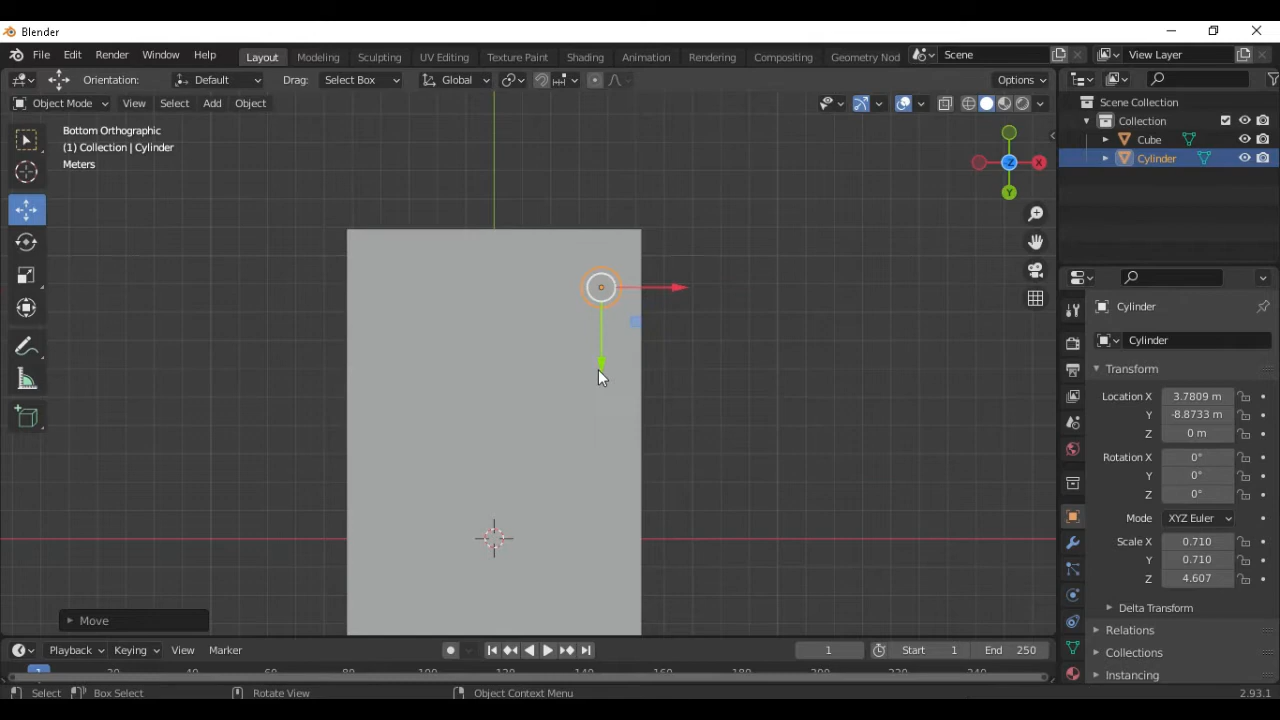 Blender
File Edit Render Window Help
Layout Modeling Sculpting UV Editing Texture Paint Shading Animation Rendering Compositing Geometry Nod
Scene
View Layer
Orientation: Default Drag: Select Box Global Options
Object Mode View Select Add Object
Bottom Orthographic
(1) Collection | Cylinder
Meters
X
Y
-Z
Scene Collection
Collection
Cube
Cylinder
Cylinder
Cylinder
Transform
Location X 3.7809 m
Y -8.8733 m
Z 0 m
Rotation X 0°
Y 0°
Z 0°
Mode XYZ Euler
Scale X 0.710
Y 0.710
Z 4.607
Delta Transform
Relations
Collections
Instancing
Move
Playback Keying View Marker 1 Start 1 End 250
1
Select Box Select Rotate View Object Context Menu 2.93.1